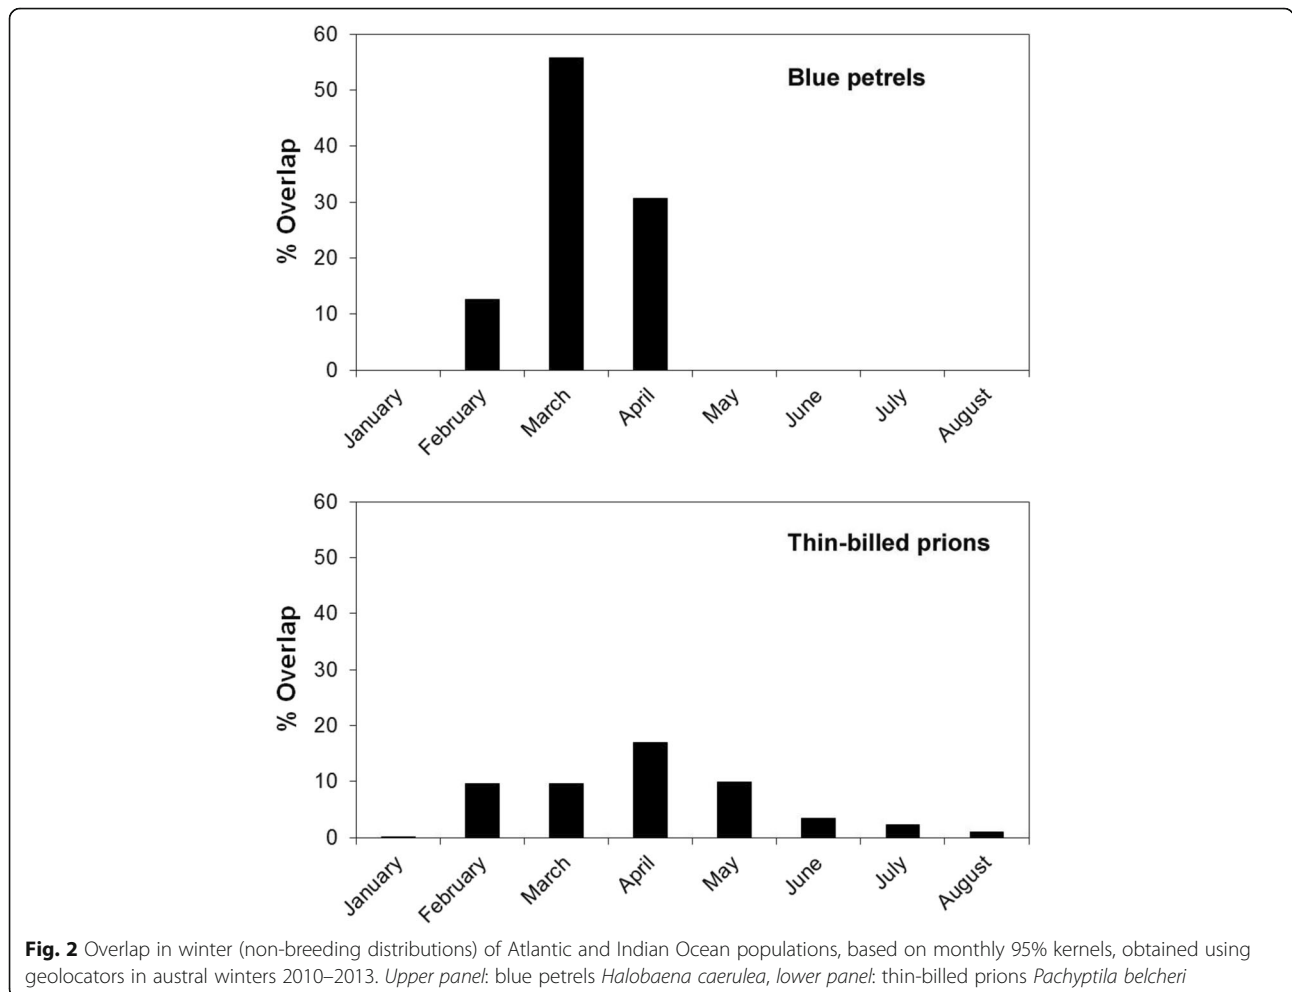 60
50
40
30
20
10
0
% Overlap
Blue petrels
January
February
March
April
May
June
July
August
60
50
40
30
20
10
0
% Overlap
Thin-billed prions
January
February
March
April
May
June
July
August
Fig. 2 Overlap in winter (non-breeding distributions) of Atlantic and Indian Ocean populations, based on monthly 95% kernels, obtained using
geolocators in austral winters 2010–2013. Upper panel: blue petrels Halobaena caerulea, lower panel: thin-billed prions Pachyptila belcheri